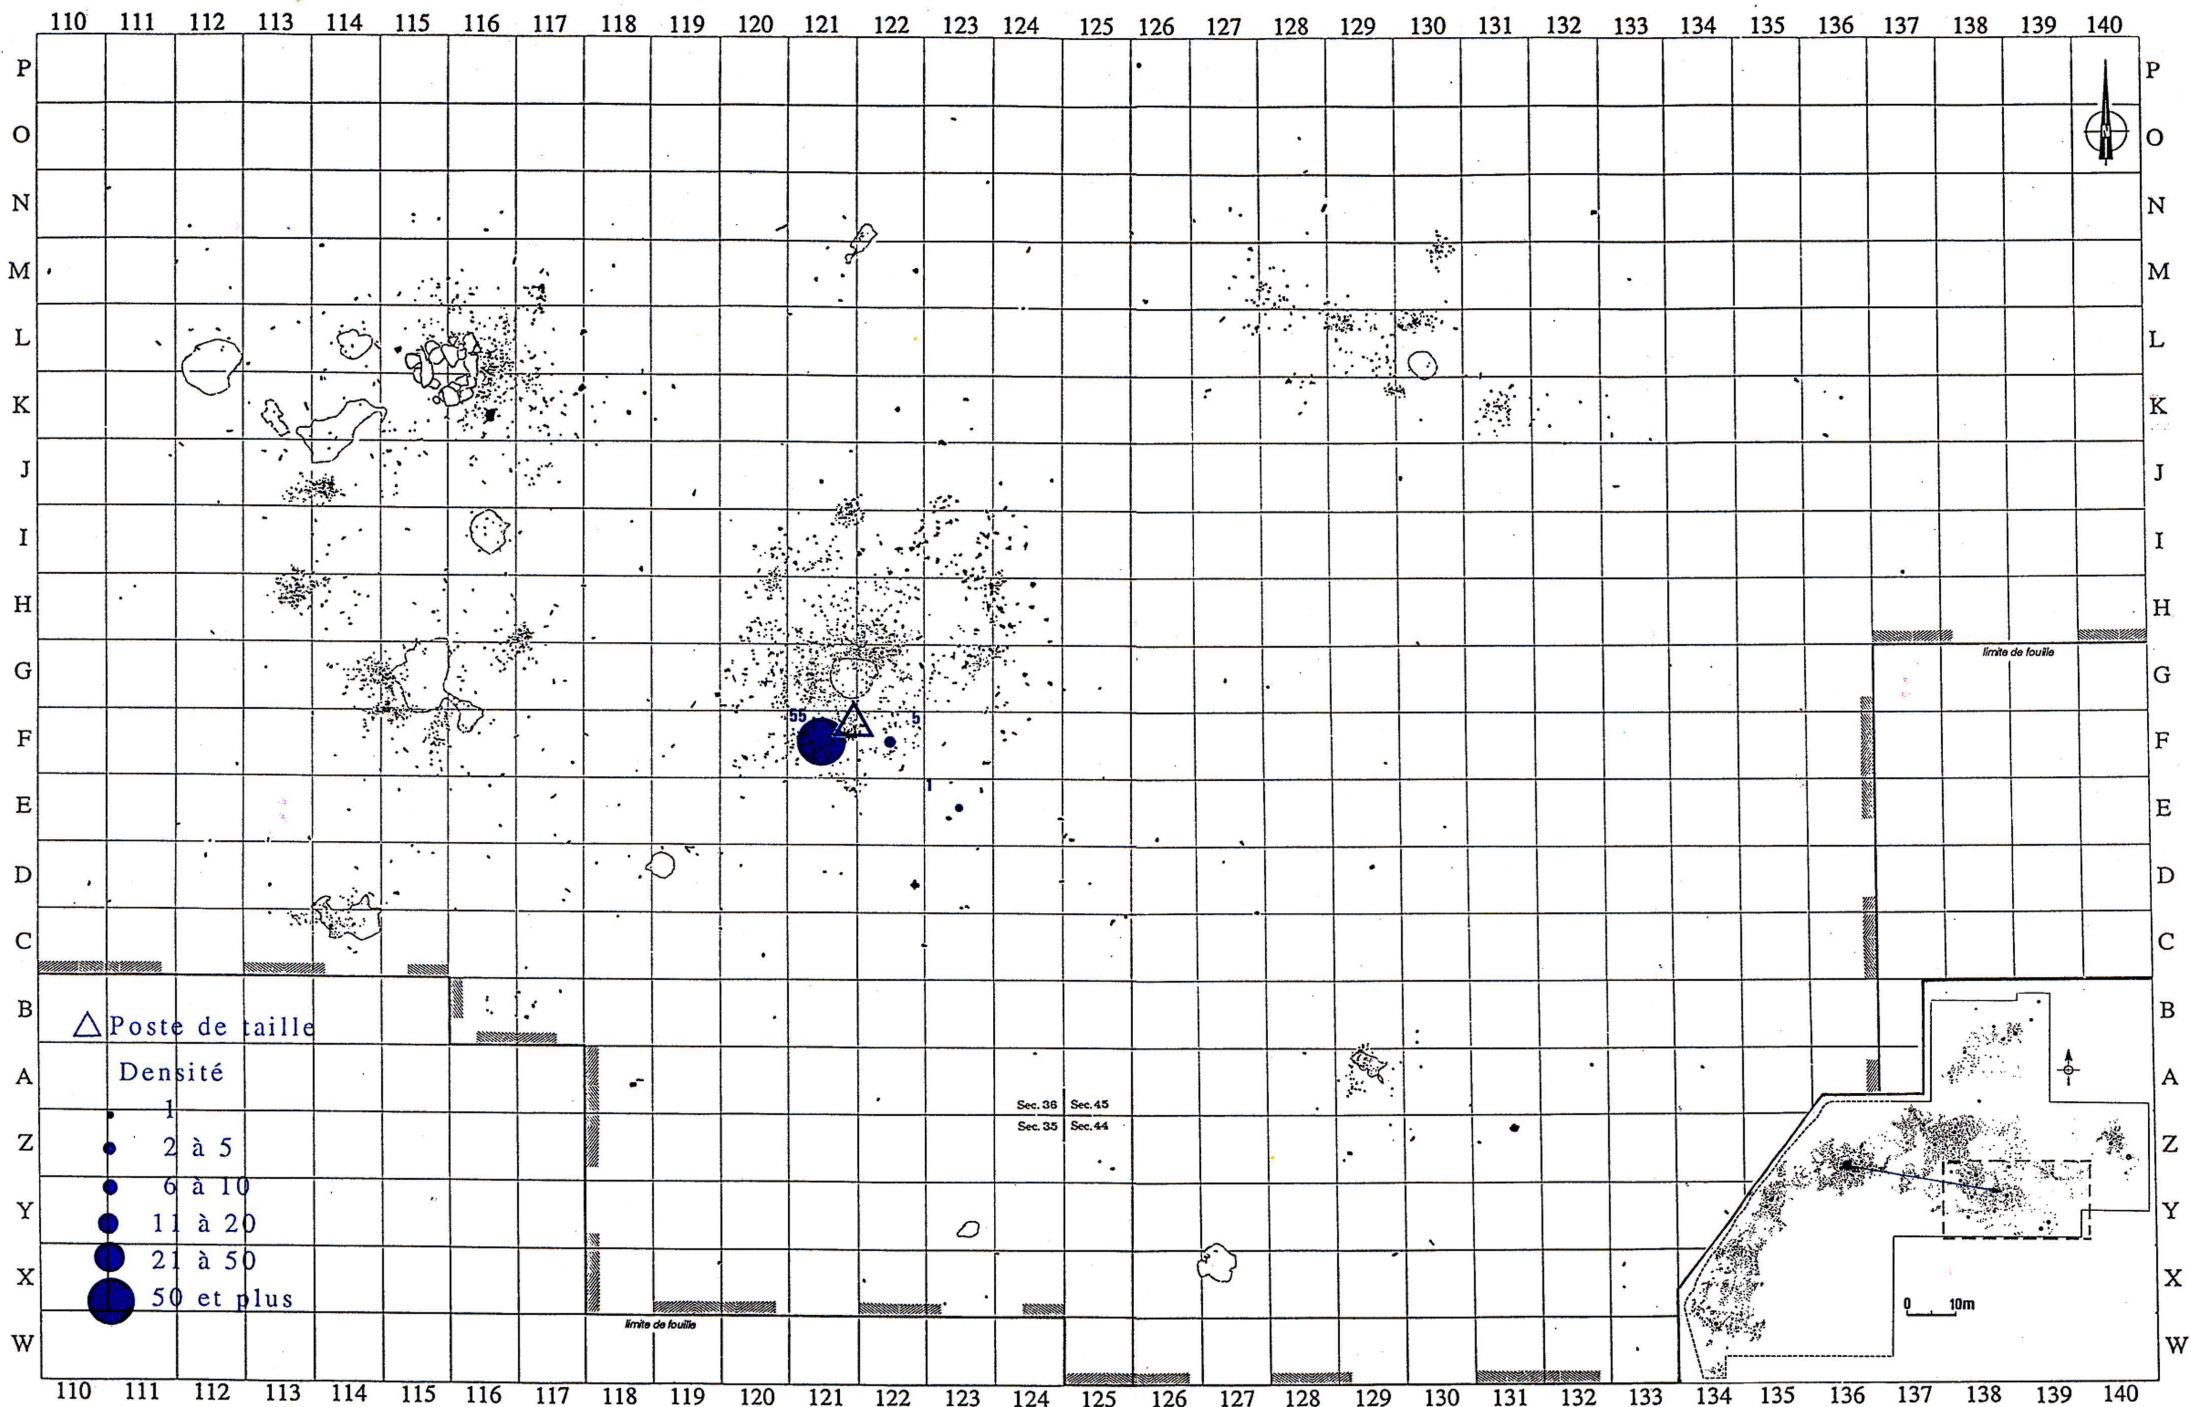 110 111 112 113 114 115 116 117 118 119 120 121 122 123 124 125 126 127 128 129 130 131 132 133 134 135 136 137 138 139 140
P P
O O
N N
M M
L L
K K
J J
I I
H H
limite de fouille
G G
55 5
F F
1
E E
D D
C C
B B
Poste de taille
Densité
A A
1
Sec. 36 Sec. 45
Sec. 35 Sec. 44
Z Z
2 à 5
6 à 10
Y Y
11 à 20
21 à 50
X X
50 et plus
0 10m
limite de fouille
W W
110 111 112 113 114 115 116 117 118 119 120 121 122 123 124 125 126 127 128 129 130 131 132 133 134 135 136 137 138 139 140